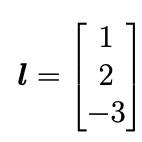 l = [1
2
−3]